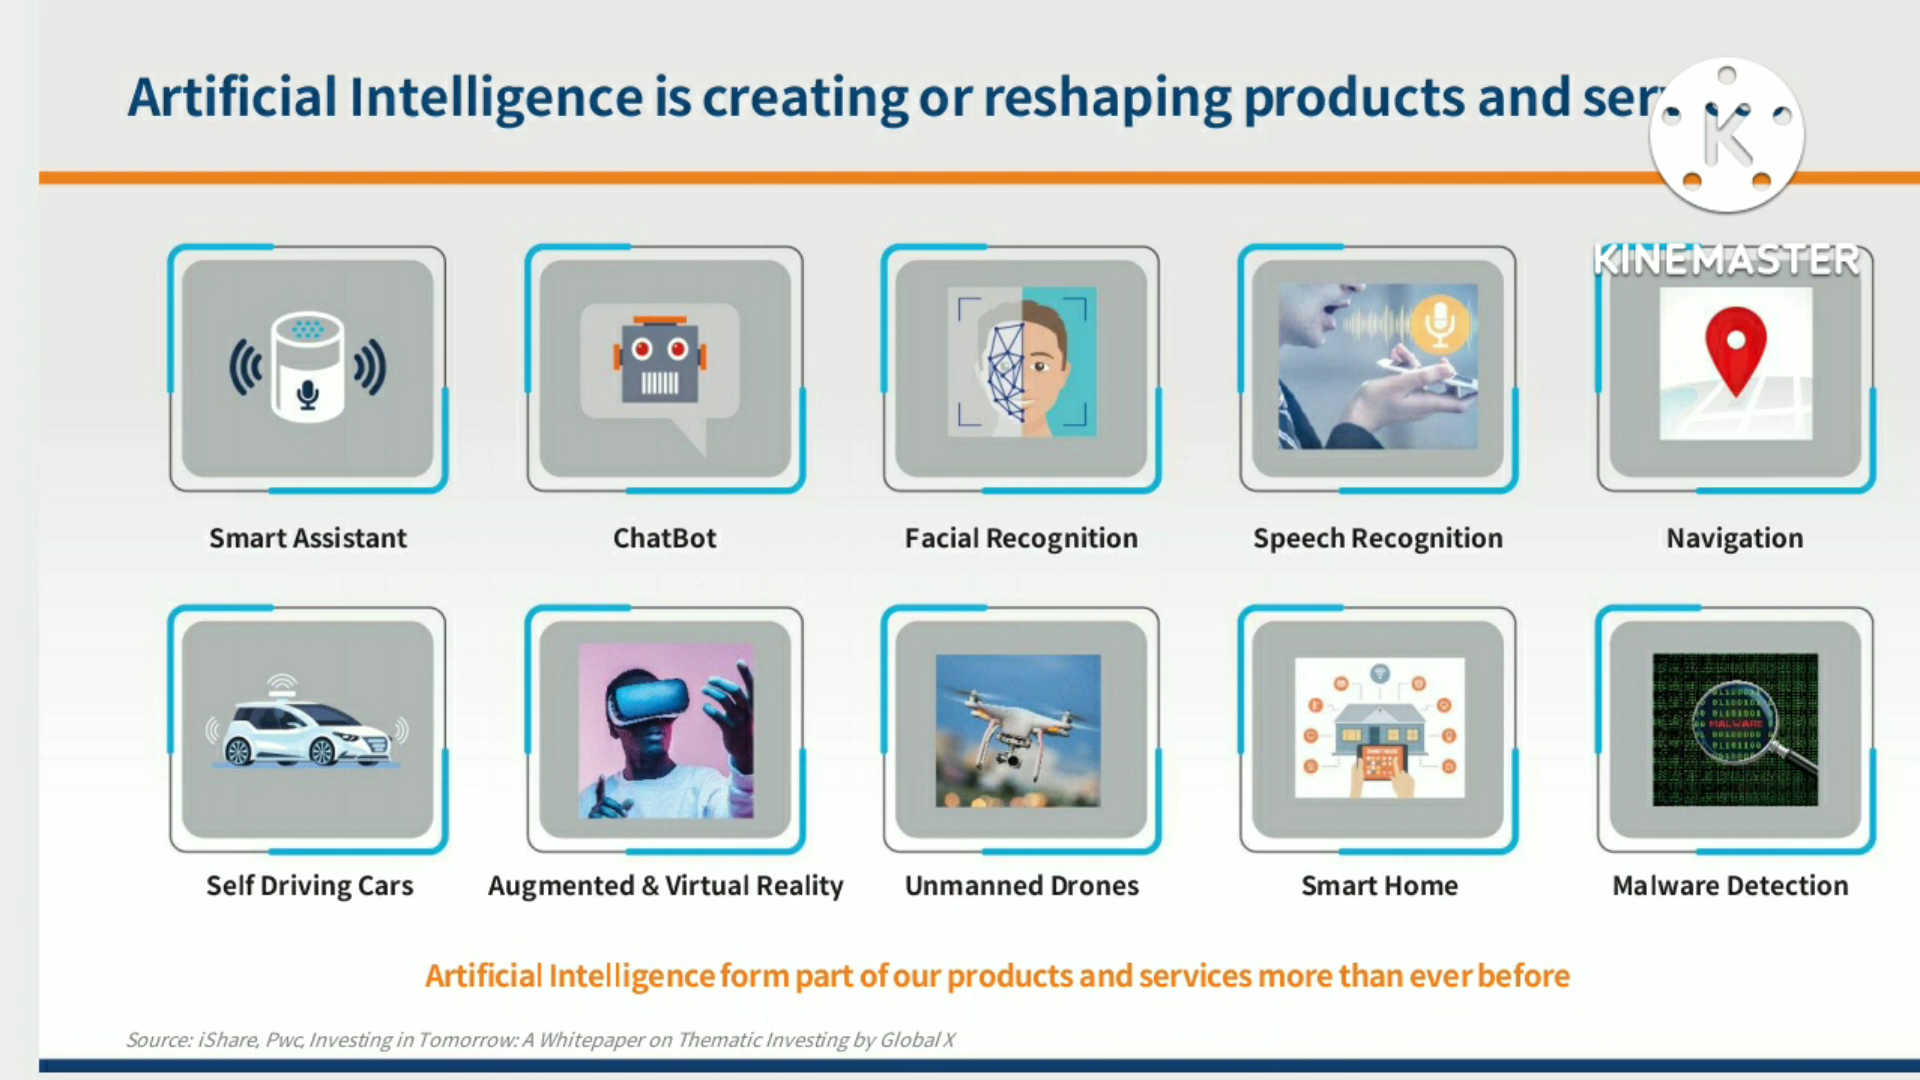 Artificial Intelligence is creating or reshaping products and
K
KINEMASTER
Smart Assistant
ChatBot
Facial Recognition
Speech Recognition
Navigation
MALWARE
Self Driving Cars
Augmented & Virtual Reality
Unmanned Drones
Smart Home
Malware Detection
Artificial Intelligence form part of our products and services more than ever before
Source: iShare, Pwc, Investing in Tomorrow: A Whitepaper on Thematic Investing by Global X